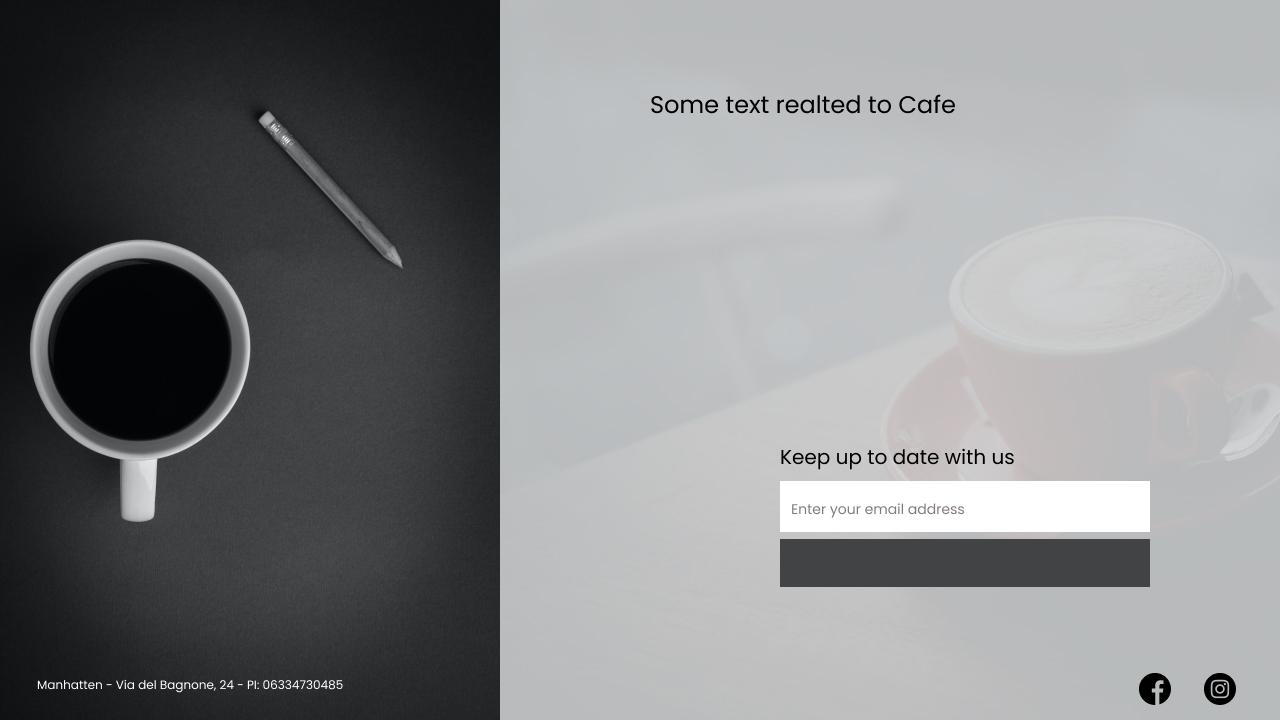 Some text realted to Cafe
Keep up to date with us
Enter your email address
Manhatten - Via del Bagnone, 24 - PI: 06334730485